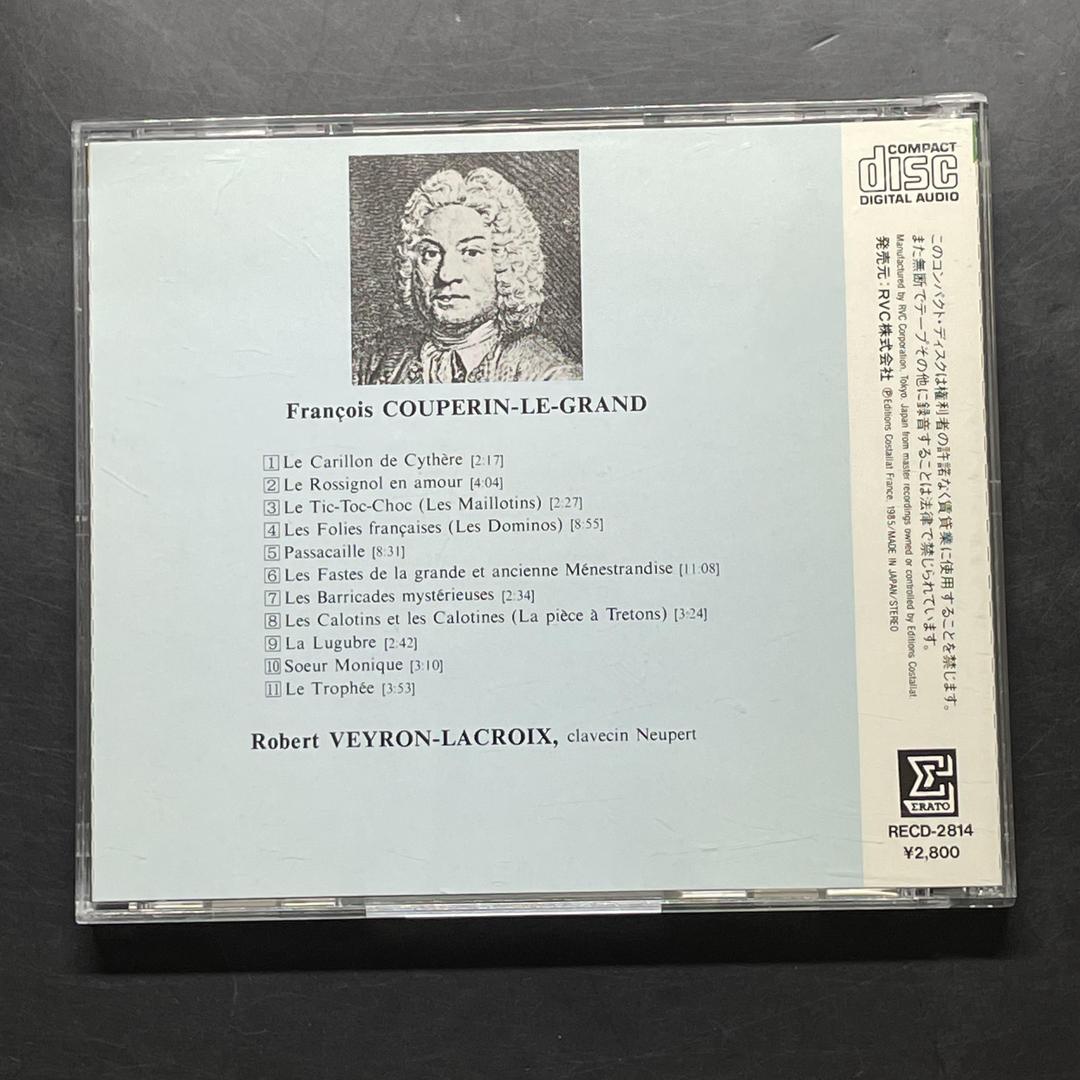 François COUPERIN-LE-GRAND
1 Le Carillon de Cythère [2:17]
2 Le Rossignol en amour [4:04]
3 Le Tic-Toc-Choc (Les Maillotins) [2:27]
4 Les Folies françaises (Les Dominos) [8:55]
5 Passacaille [8:31]
6 Les Fastes de la grande et ancienne Ménestrandise [11:08]
7 Les Barricades mystérieuses [2:34]
8 Les Calotins et les Calotines (La pièce à Tretons) [3:24]
9 La Lugubre [2:42]
10 Soeur Monique [3:10]
11 Le Trophée [3:53]
Robert VEYRON-LACROIX, clavecin Neupert
COMPACT
disc
DIGITAL AUDIO
このコンパクト・ディスクは権利者の許諾なく賃貸業に使用することを禁じます。
また無断でテープその他に録音することは法律で禁じられています。
Manufactured by RVC Corporation, Tokyo, Japan from master recordings owned or controlled by Editions Costallat.
発売元:RVC株式会社 ℗Editions Costallat France, 1985/MADE IN JAPAN/STEREO
ΣRATO
RECD-2814
¥2,800